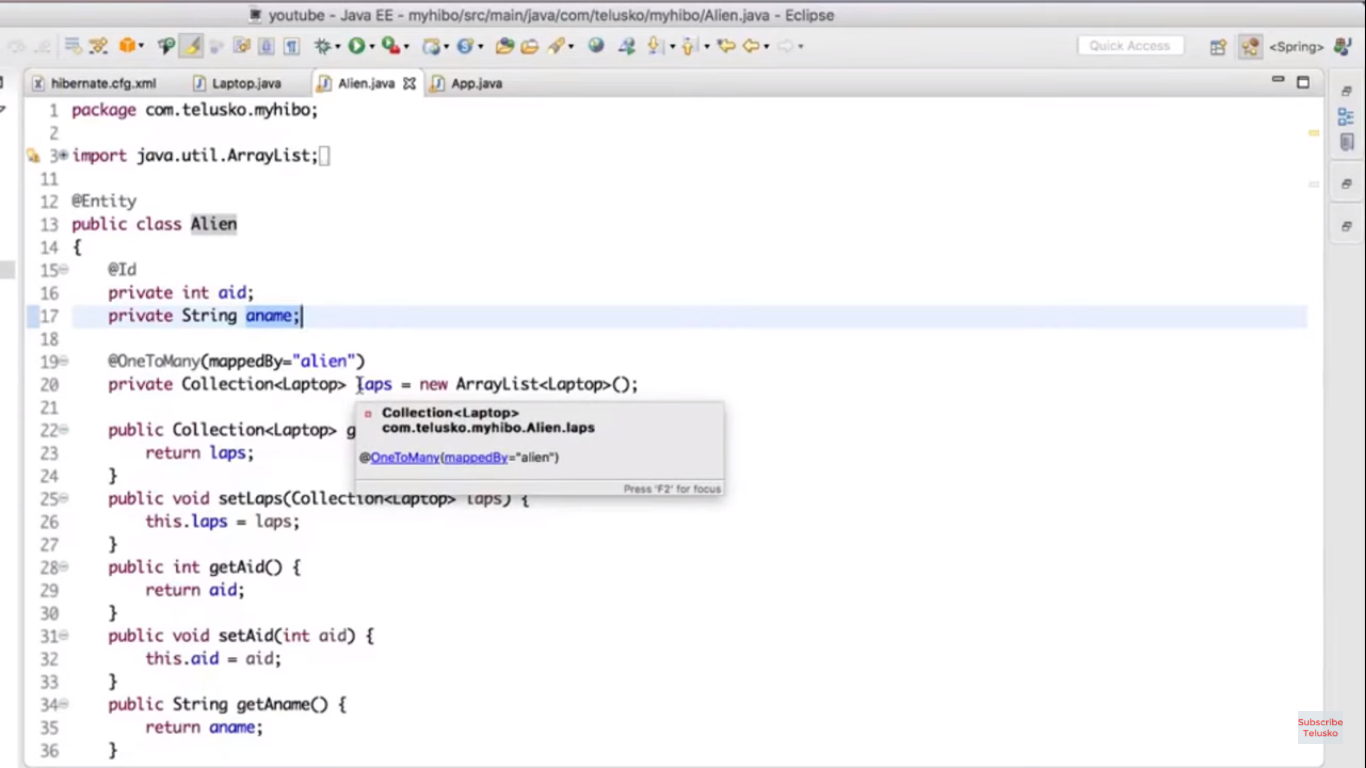 youtube - Java EE - myhibo/src/main/java/com/telusko/myhibo/Alien.java - Eclipse
Quick Access
<Spring>
hibernate.cfg.xml Laptop.java Alien.java App.java
1 package com.telusko.myhibo;
2
3 import java.util.ArrayList;
11
12 @Entity
13 public class Alien
14 {
15 @Id
16 private int aid;
17 private String aname;
18
19 @OneToMany(mappedBy="alien")
20 private Collection<Laptop> laps = new ArrayList<Laptop>();
21
22 public Collection<Laptop> g
23 return laps;
24 }
25 public void setLaps(Collection<Laptop> laps) {
26 this.laps = laps;
27 }
28 public int getAid() {
29 return aid;
30 }
31 public void setAid(int aid) {
32 this.aid = aid;
33 }
34 public String getAname() {
35 return aname;
36 }
Collection<Laptop>
com.telusko.myhibo.Alien.laps
@OneToMany(mappedBy="alien")
Press 'F2' for focus
Subscribe
Telusko